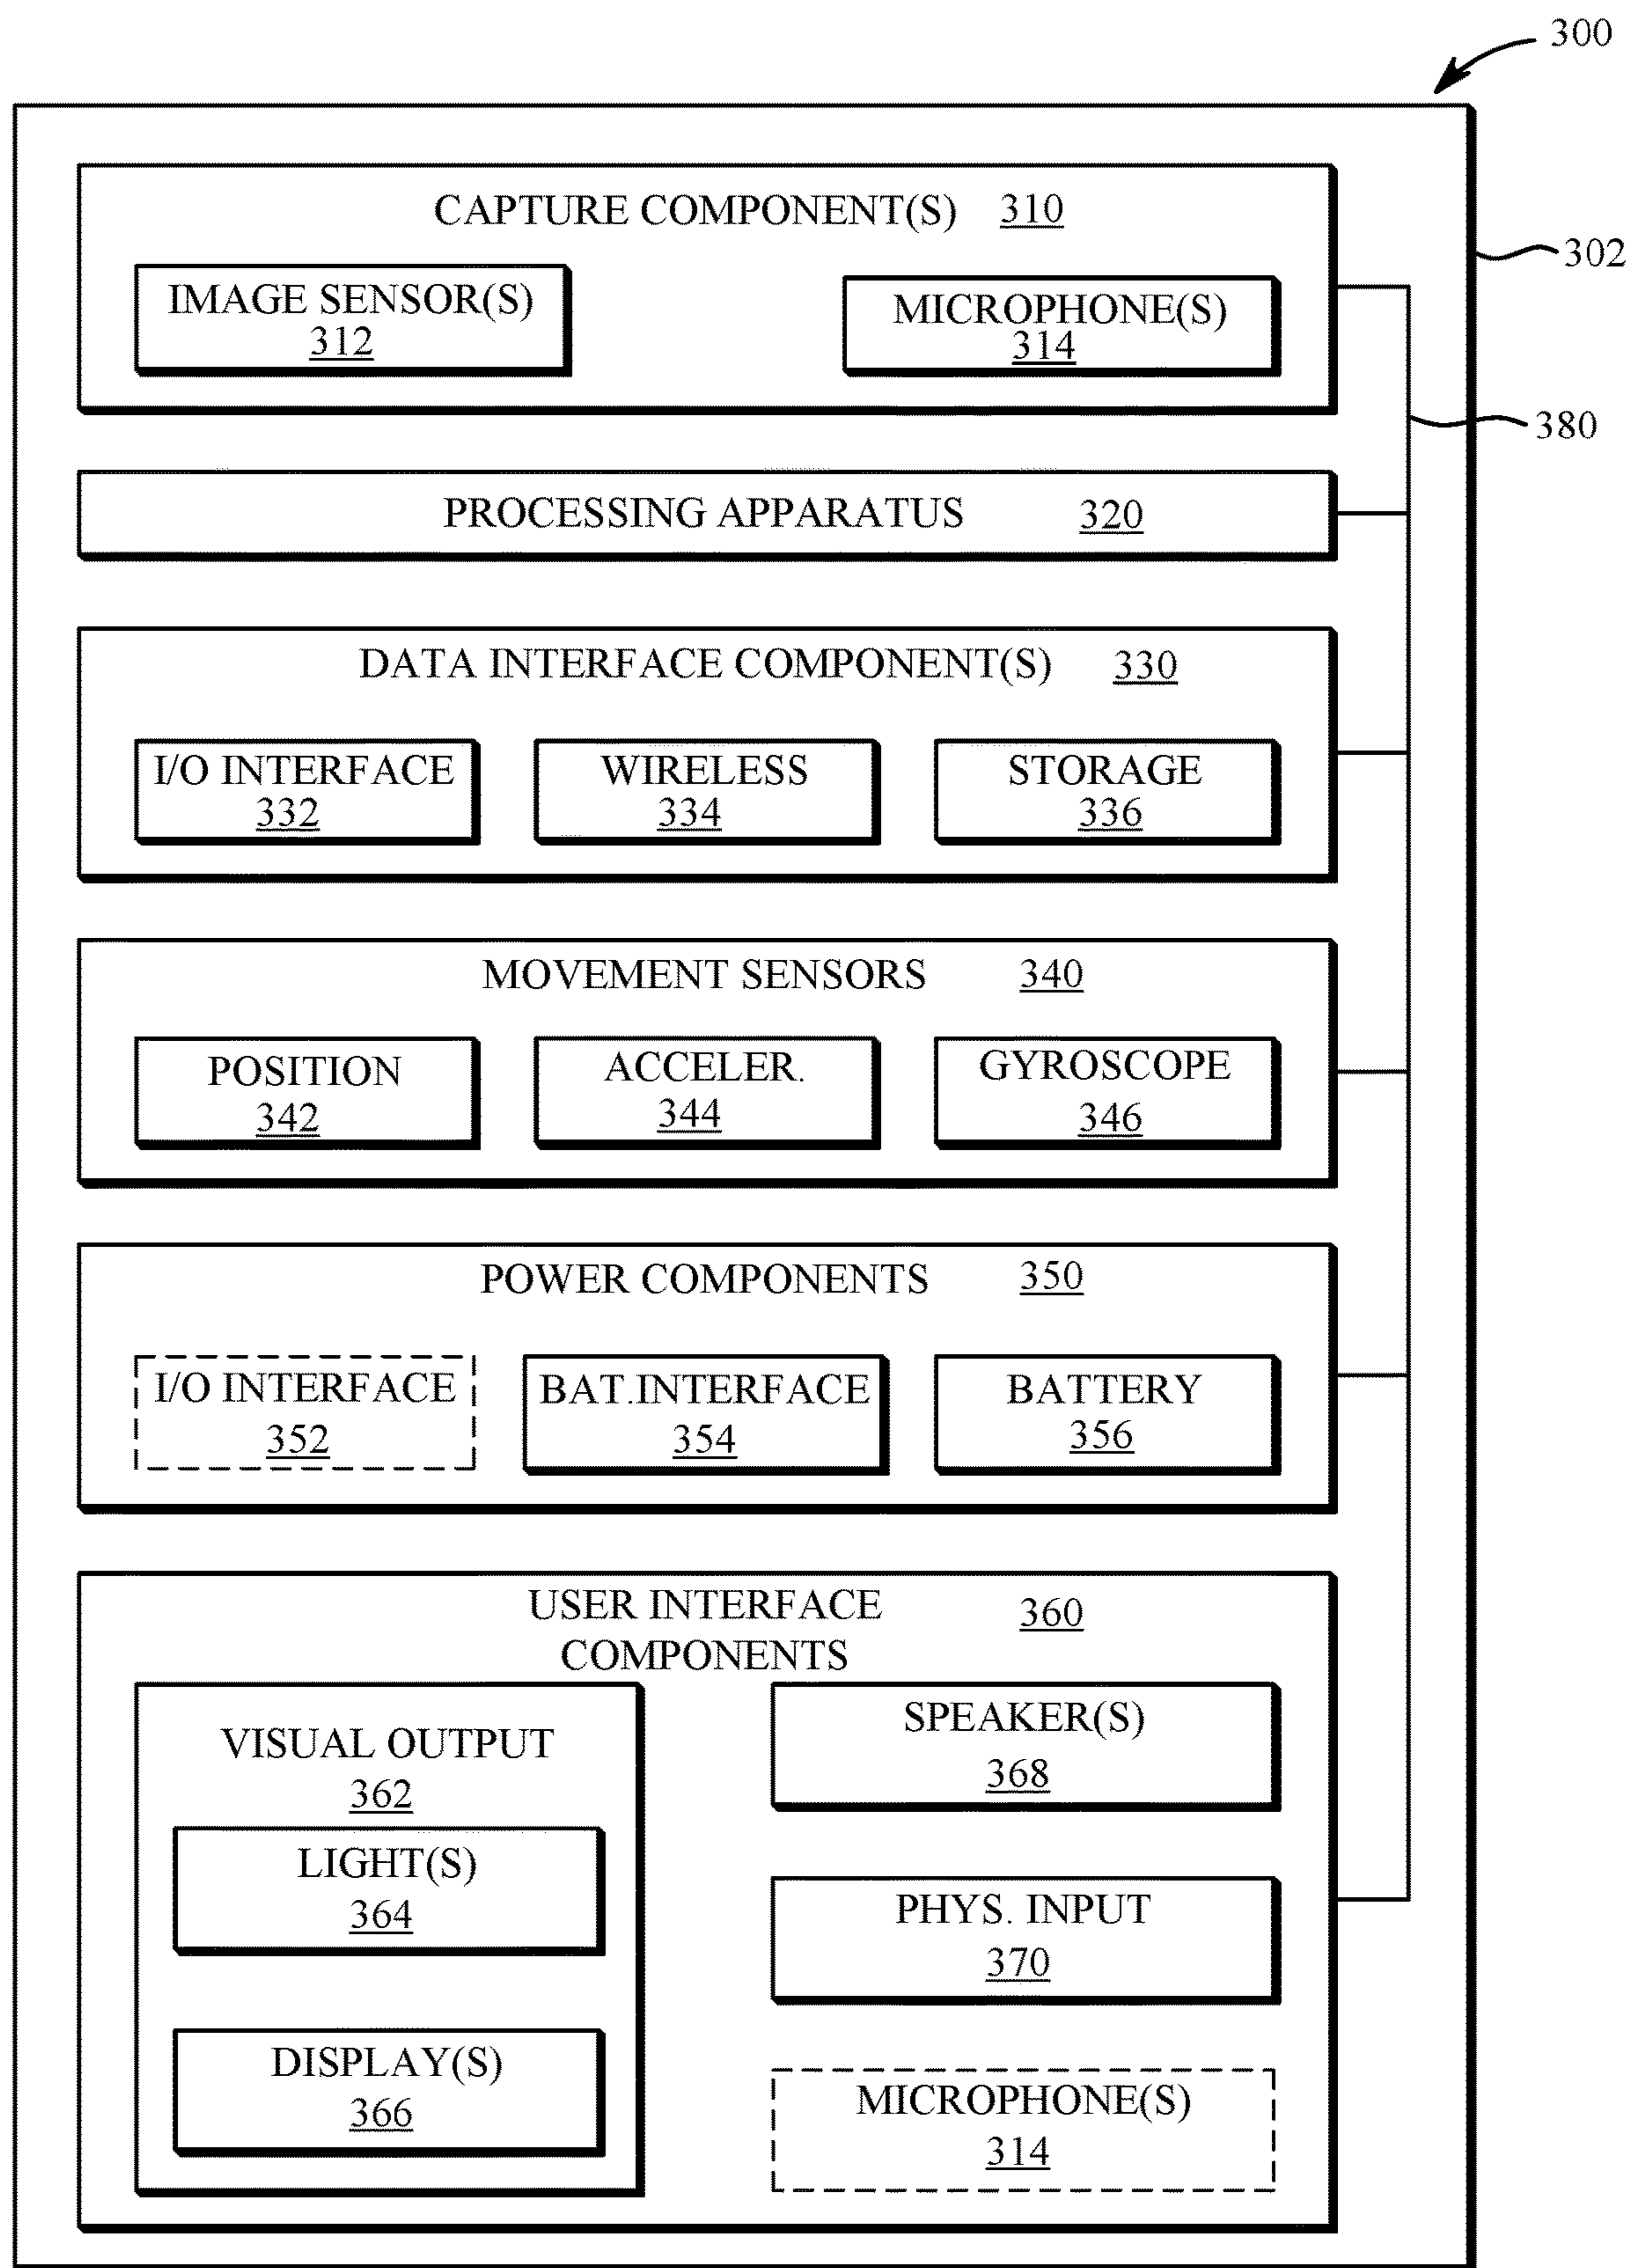 300
CAPTURE COMPONENT(S) 310
302
IMAGE SENSOR(S)
312
MICROPHONE(S)
314
380
PROCESSING APPARATUS 320
DATA INTERFACE COMPONENT(S) 330
I/O INTERFACE
332
WIRELESS
334
STORAGE
336
MOVEMENT SENSORS 340
POSITION
342
ACCELER.
344
GYROSCOPE
346
POWER COMPONENTS 350
I/O INTERFACE
352
BAT.INTERFACE
354
BATTERY
356
USER INTERFACE 360
COMPONENTS
VISUAL OUTPUT
362
LIGHT(S)
364
DISPLAY(S)
366
SPEAKER(S)
368
PHYS. INPUT
370
MICROPHONE(S)
314